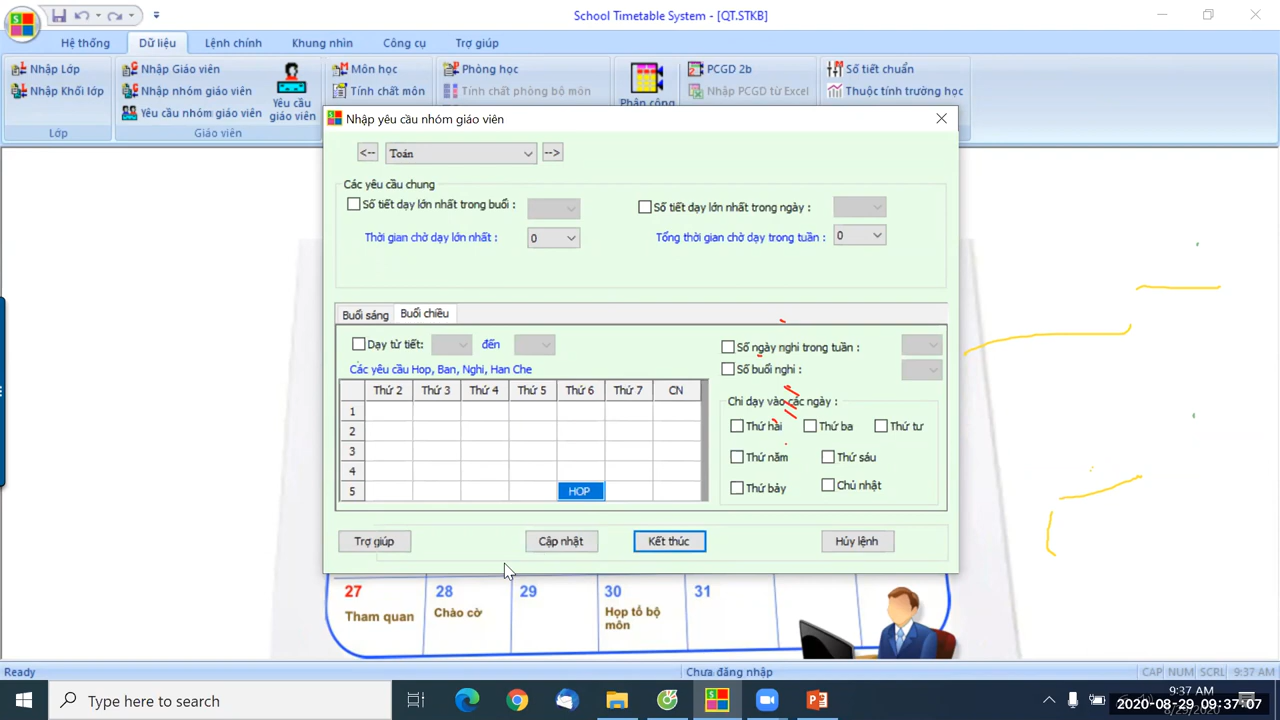 School Timetable System - [QT.STKB]
Hệ thống Dữ liệu Lệnh chính Khung nhìn Công cụ Trợ giúp
Nhập Lớp Nhập Giáo viên Môn học Phòng học PCGD 2b Số tiết chuẩn
Nhập Khối lớp Nhập nhóm giáo viên Yêu cầu giáo viên Tính chất môn Tính chất phòng bộ môn Phân công Nhập PCGD từ Excel Thuộc tính trường học
Yêu cầu nhóm giáo viên
Lớp Giáo viên
Nhập yêu cầu nhóm giáo viên
<-- Toán -->
Các yêu cầu chung
Số tiết dạy lớn nhất trong buổi : Số tiết dạy lớn nhất trong ngày :
Thời gian chờ dạy lớn nhất : 0 Tổng thời gian chờ dạy trong tuần : 0
Buổi sáng Buổi chiều
Dạy từ tiết: đến Số ngày nghi trong tuần :
Các yêu cầu Hop, Ban, Nghi, Han Che Số buổi nghi :
Thứ 2 Thứ 3 Thứ 4 Thứ 5 Thứ 6 Thứ 7 CN
Chi dạy vào các ngày :
1
2
3
4
5 HOP
Thứ hài Thứ ba Thứ tư
Thứ năm Thứ sáu
Thứ bảy Chủ nhật
Trợ giúp Cập nhật Kết thúc Hủy lệnh
27 28 29 30 31
Tham quan Chào cờ Họp tổ bộ môn
Ready Chưa đăng nhập CAP NUM SCRL 9:37 AM
Type here to search
9:37 AM
2020-08-29 09:37:07